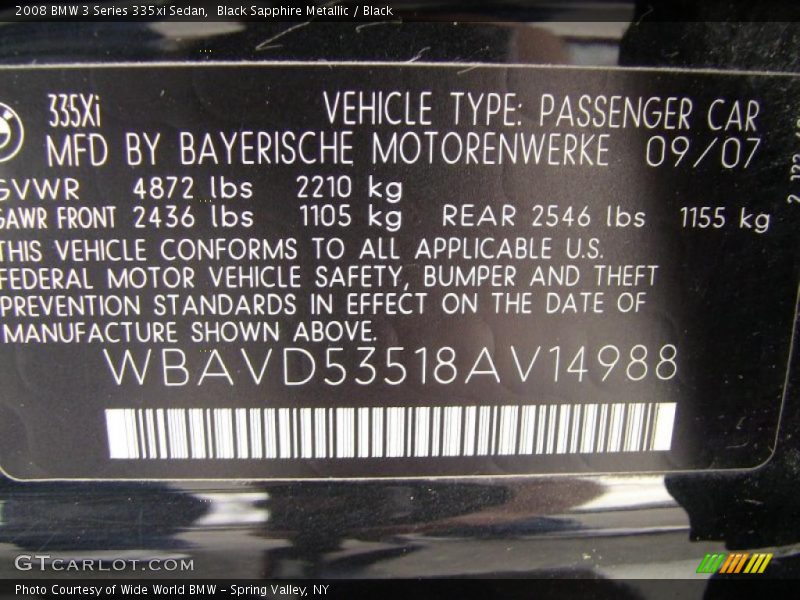 2008 BMW 3 Series 335xi Sedan, Black Sapphire Metallic / Black
335Xi VEHICLE TYPE: PASSENGER CAR
MFD BY BAYERISCHE MOTORENWERKE 09/07
GVWR 4872 lbs 2210 kg
GAWR FRONT 2436 lbs 1105 kg REAR 2546 lbs 1155 kg
THIS VEHICLE CONFORMS TO ALL APPLICABLE U.S.
FEDERAL MOTOR VEHICLE SAFETY, BUMPER AND THEFT
PREVENTION STANDARDS IN EFFECT ON THE DATE OF
MANUFACTURE SHOWN ABOVE.
WBAVD53518AV14988
GTCARLOT.COM
Photo Courtesy of Wide World BMW - Spring Valley, NY